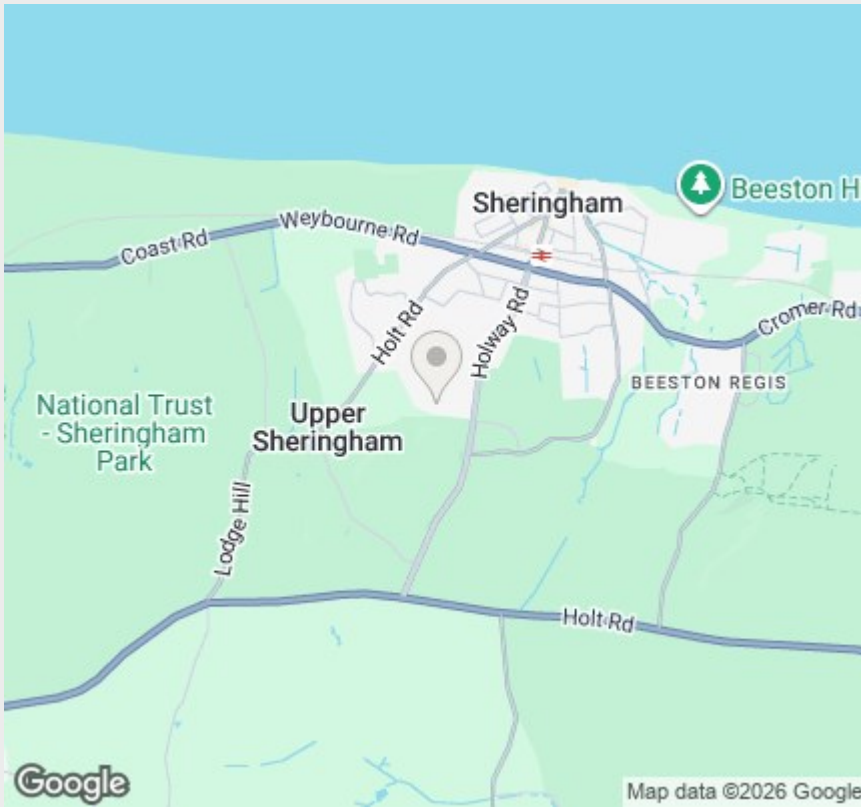 Sheringham
Beeston H
Weybourne Rd
Coast Rd
Holt Rd
Holway Rd
Cromer Rd
BEESTON REGIS
National Trust
- Sheringham
Park
Upper
Sheringham
Lodge Hill
Holt Rd
Google
Map data ©2026 Google